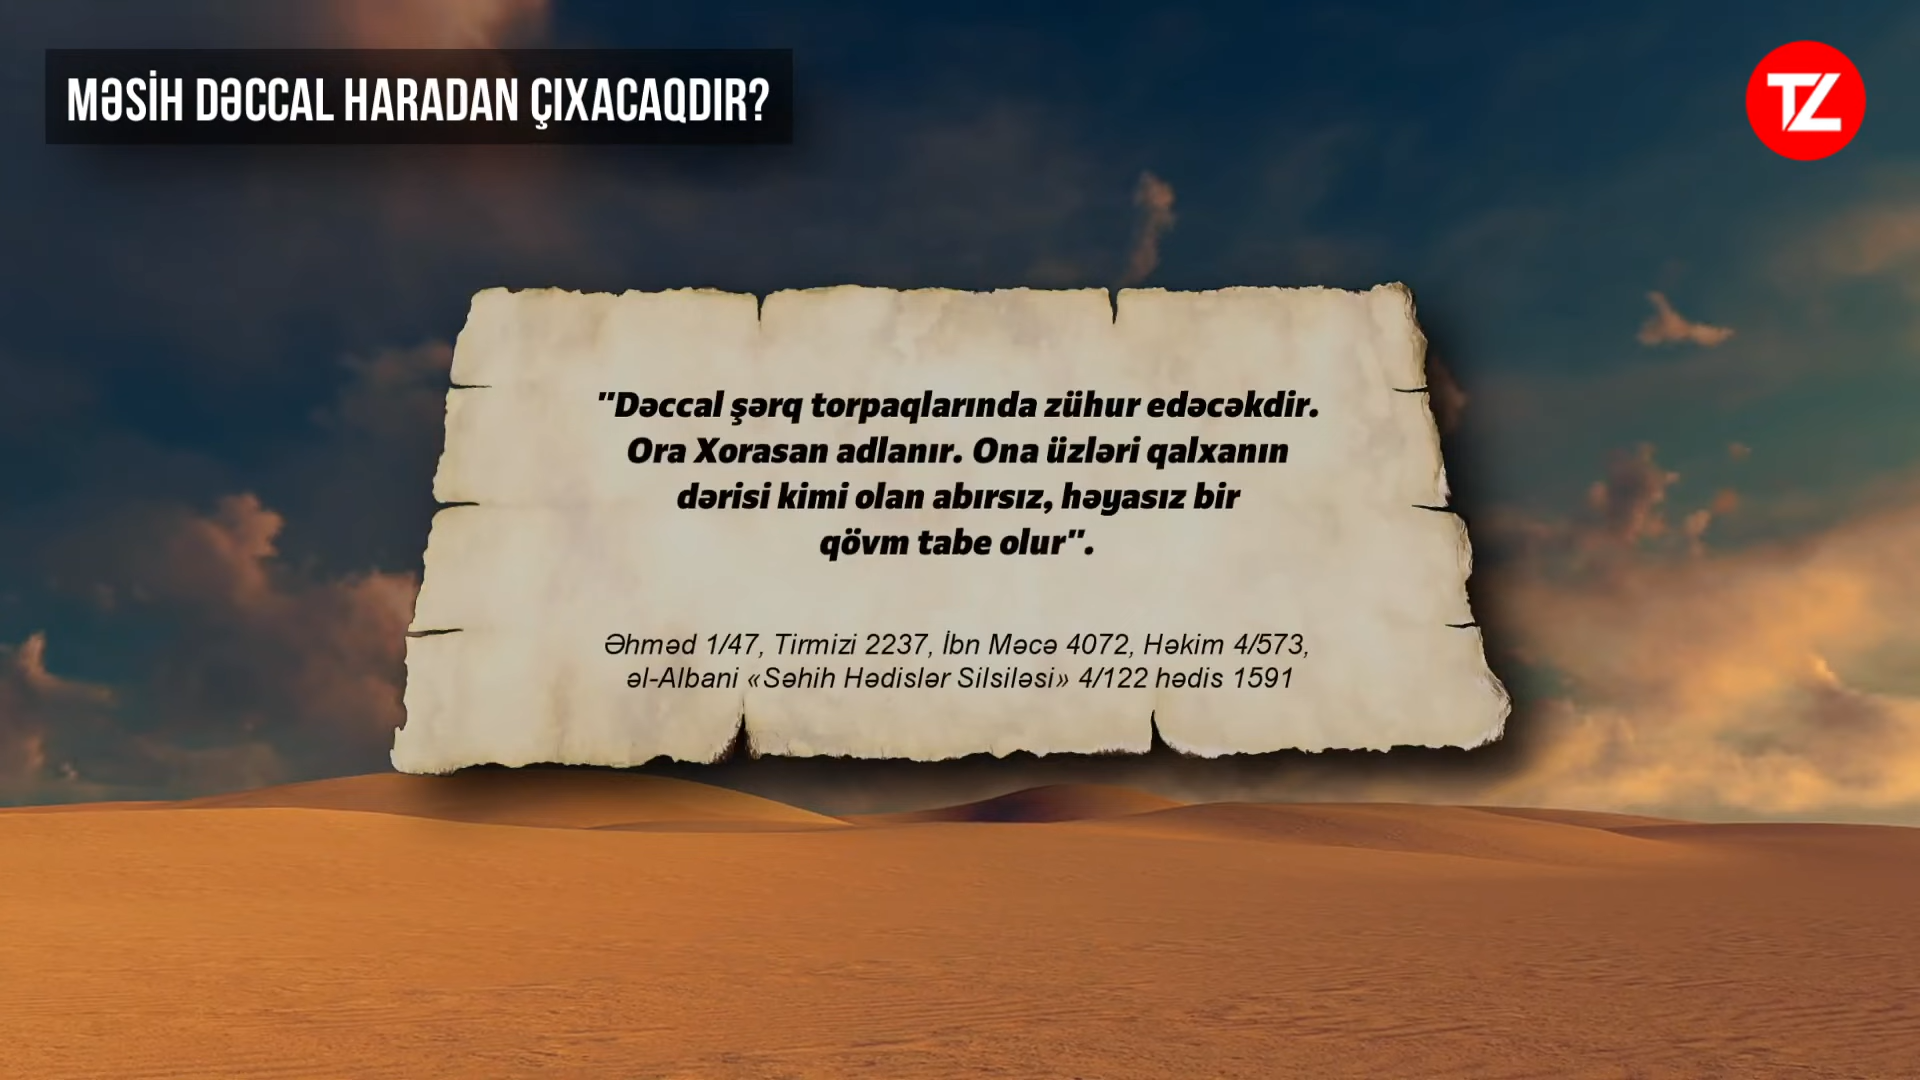 MƏSİH DƏCCAL HARADAN ÇIXACAQDIR?
TZ
"Dəccal şərq torpaqlarında zühur edəcəkdir.
Ora Xorasan adlanır. Ona üzləri qalxanın
dərisi kimi olan abırsız, həyasız bir
qövm tabe olur".
Əhməd 1/47, Tirmizi 2237, İbn Məcə 4072, Həkim 4/573,
əl-Albani «Səhih Hədislər Silsiləsi» 4/122 hədis 1591